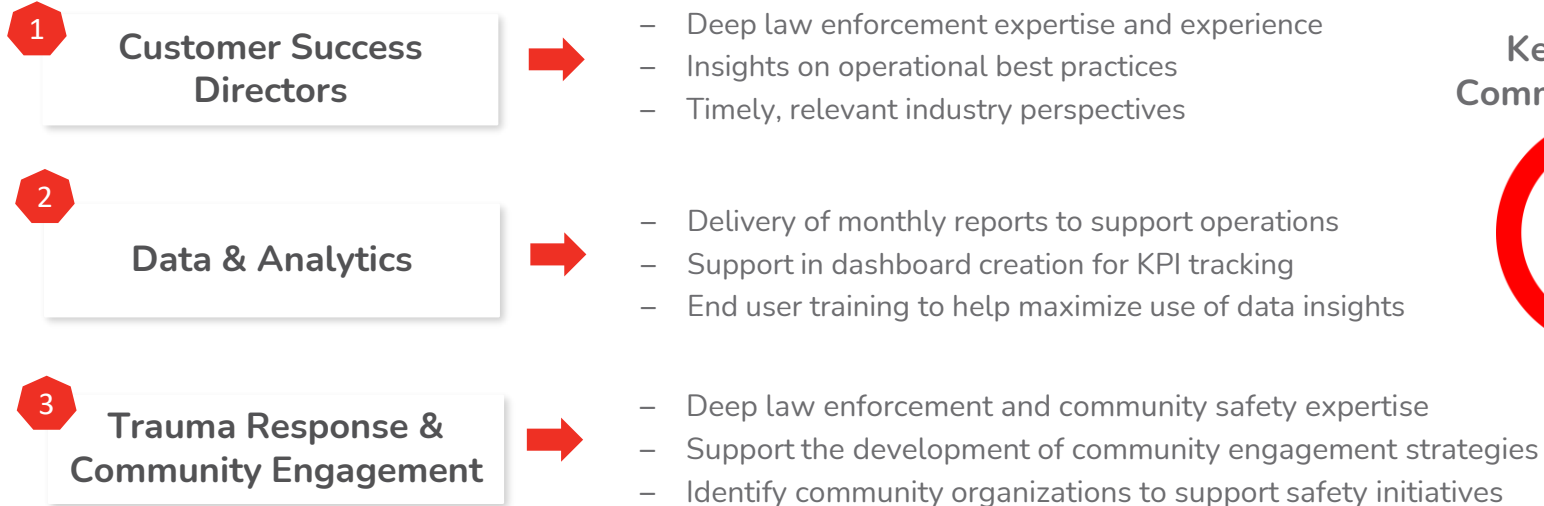 1
Customer Success
Directors
– Deep law enforcement expertise and experience
– Insights on operational best practices
– Timely, relevant industry perspectives
2
Data & Analytics
– Delivery of monthly reports to support operations
– Support in dashboard creation for KPI tracking
– End user training to help maximize use of data insights
3
Trauma Response &
Community Engagement
– Deep law enforcement and community safety expertise
– Support the development of community engagement strategies
– Identify community organizations to support safety initiatives